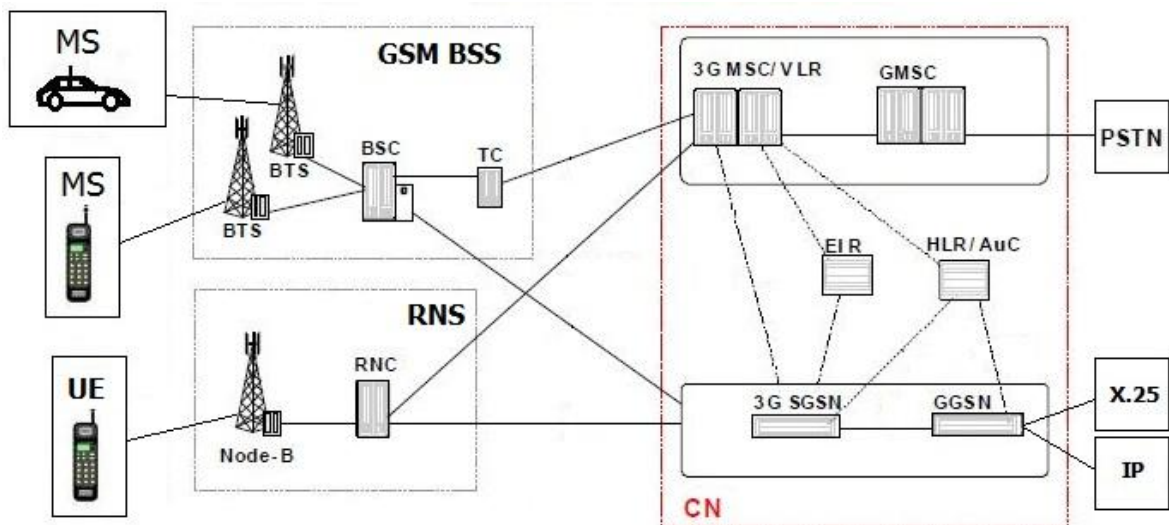 MS
GSM BSS
3G MSC/VLR
GMSC
BTS
BSC
TC
PSTN
MS
BTS
EIR
HLR/AuC
RNS
UE
RNC
3G SGSN
GGSN
X.25
Node-B
IP
CN